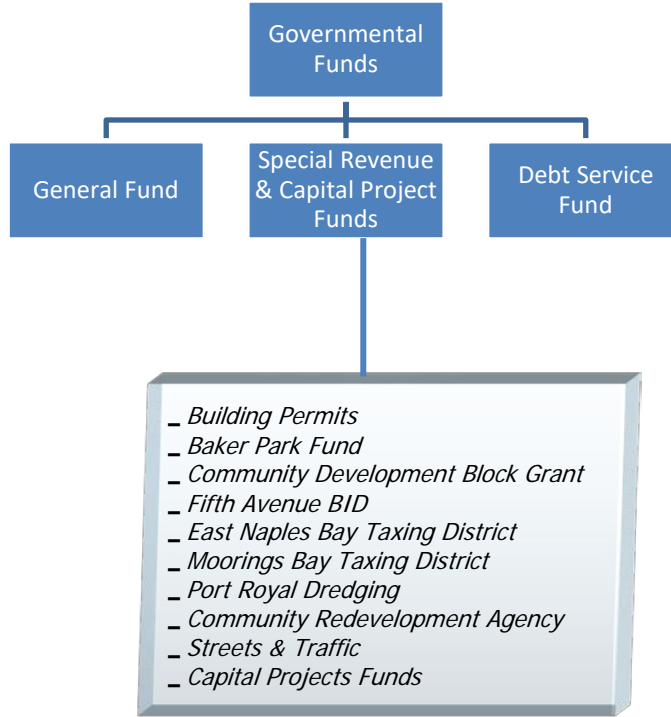 Governmental
Funds
General Fund
Special Revenue
& Capital Project
Funds
Debt Service
Fund
_ Building Permits
_ Baker Park Fund
_ Community Development Block Grant
_ Fifth Avenue BID
_ East Naples Bay Taxing District
_ Moorings Bay Taxing District
_ Port Royal Dredging
_ Community Redevelopment Agency
_ Streets & Traffic
_ Capital Projects Funds